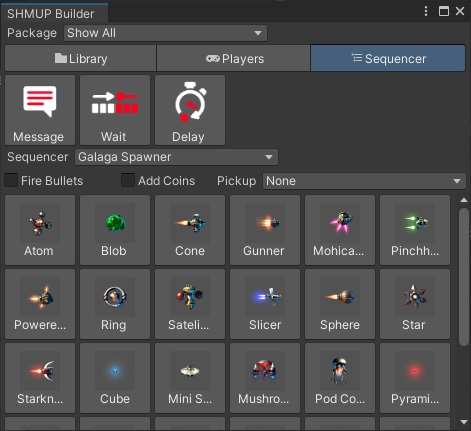 SHMUP Builder
Package Show All
Library Players Sequencer
Message Wait Delay
Sequencer Galaga Spawner
Fire Bullets Add Coins Pickup None
Atom Blob Cone Gunner Mohica... Pinchh...
Powere... Ring Sateli... Slicer Sphere Star
Starkn... Cube Mini S... Mushro... Pod Co... Pyrami...